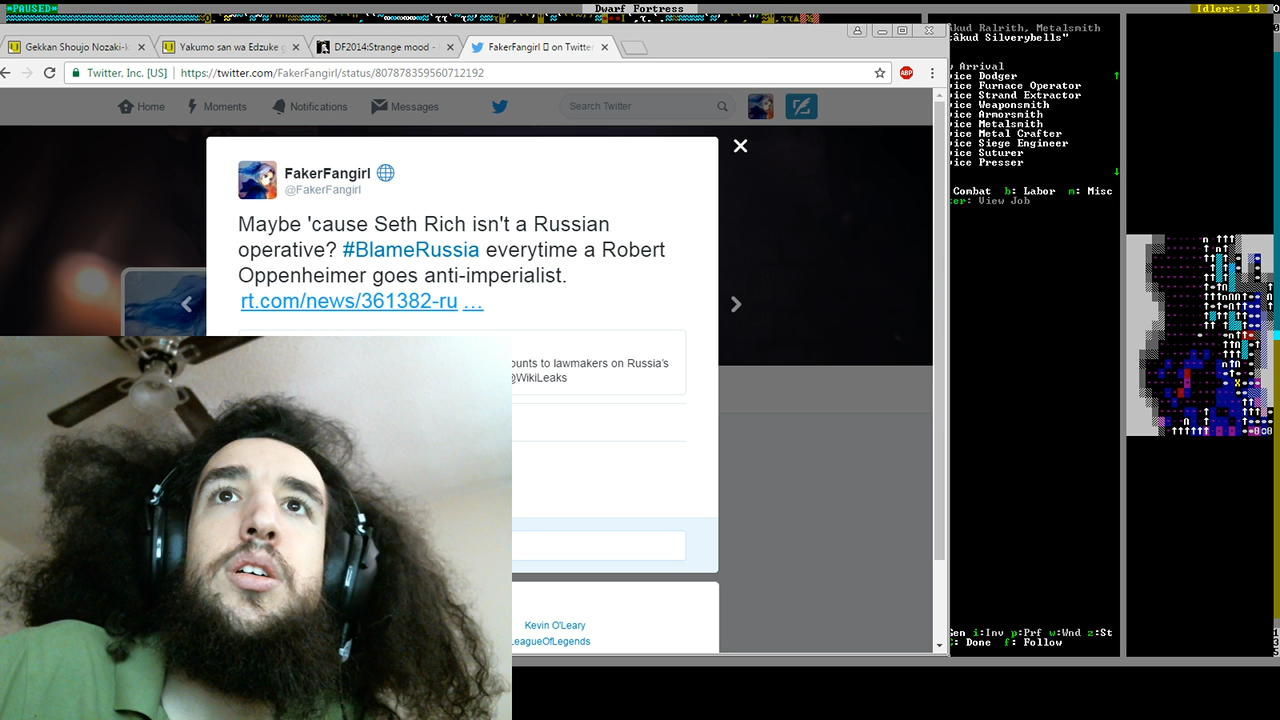 *PAUSED*
Dwarf Fortress
Idlers: 13
Gekkan Shoujo Nozaki-k
Yakumo san wa Edzuke g
DF2014:Strange mood -
FakerFangirl on Twitter
Twitter, Inc. [US]
https://twitter.com/FakerFangirl/status/807878359560712192
ABP
Home
Moments
Notifications
Messages
Search Twitter
FakerFangirl
@FakerFangirl
Maybe 'cause Seth Rich isn't a Russian
operative? #BlameRussia everytime a Robert
Oppenheimer goes anti-imperialist.
rt.com/news/361382-ru ...
ounts to lawmakers on Russia's
@WikiLeaks
Kevin O'Leary
LeagueOfLegends
Ralrith, Metalsmith
Silverybells"
Arrival
ice Dodger
ice Furnace Operator
ice Strand Extractor
ice Weaponsmith
ice Armorsmith
ice Metalsmith
ice Metal Crafter
ice Siege Engineer
ice Suturer
ice Presser
Combat b: Labor m: Misc
er: View Job
en i:Inv p:Prf w:Wnd z:St
: Done f: Follow